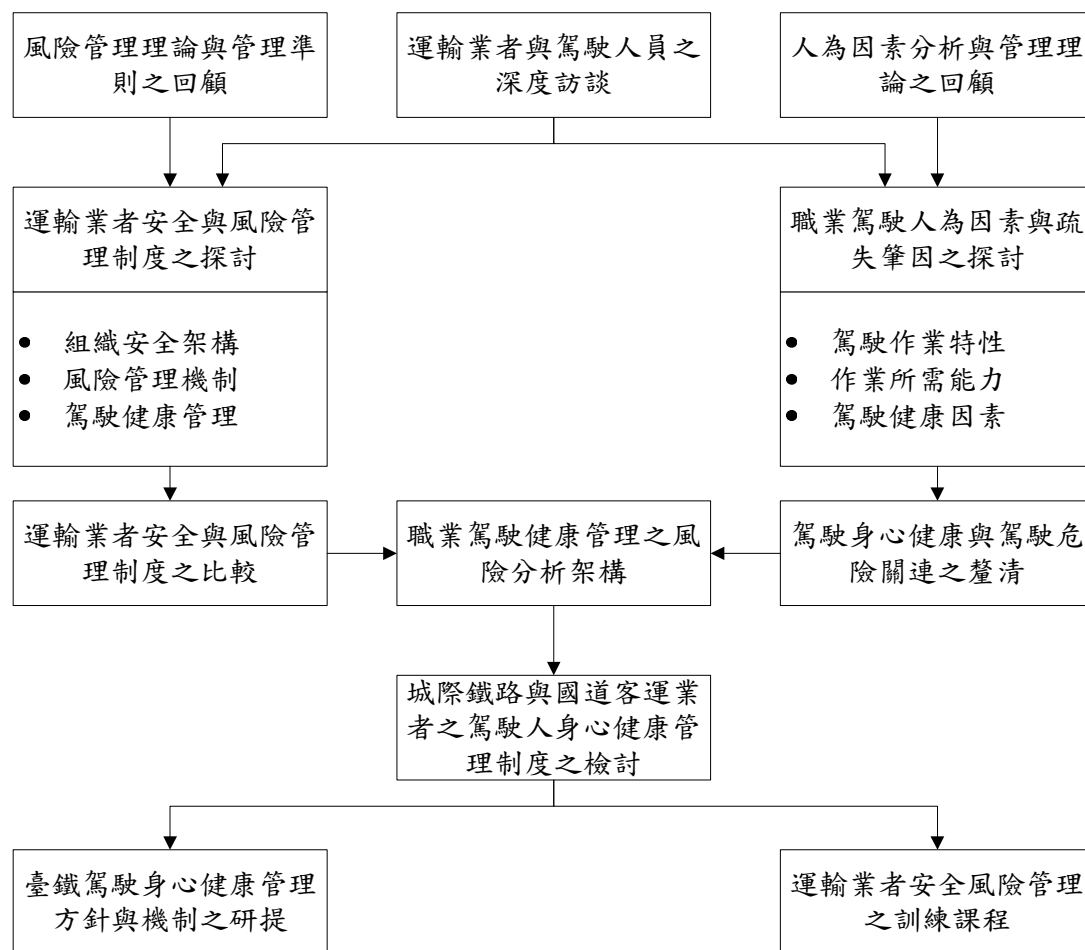 風險管理理論與管理準
則之回顧
運輸業者與駕駛人員之
深度訪談
人為因素分析與管理理
論之回顧
運輸業者安全與風險管
理制度之探討
• 組織安全架構
• 風險管理機制
• 駕駛健康管理
職業駕駛人為因素與疏
失肇因之探討
• 駕駛作業特性
• 作業所需能力
• 駕駛健康因素
運輸業者安全與風險管
理制度之比較
職業駕駛健康管理之風
險分析架構
駕駛身心健康與駕駛危
險關連之釐清
城際鐵路與國道客運業
者之駕駛人身心健康管
理制度之檢討
臺鐵駕駛身心健康管理
方針與機制之研提
運輸業者安全風險管理
之訓練課程